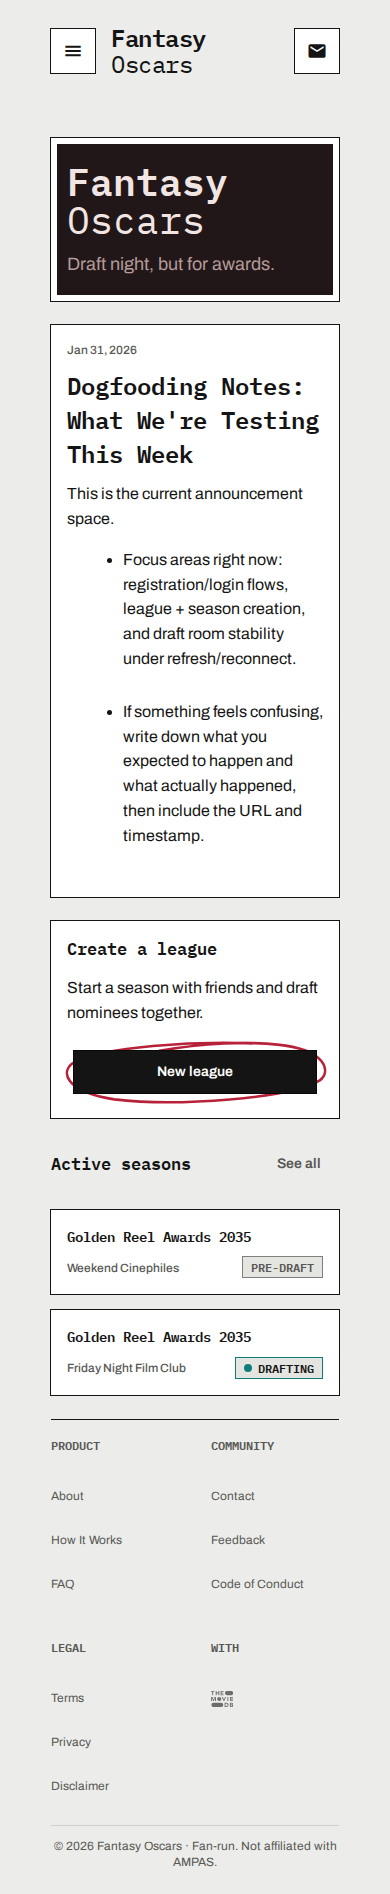 Fantasy
Oscars
Fantasy
Oscars
Draft night, but for awards.
Jan 31, 2026
Dogfooding Notes:
What We're Testing
This Week
This is the current announcement
space.
• Focus areas right now:
registration/login flows,
league + season creation,
and draft room stability
under refresh/reconnect.
• If something feels confusing,
write down what you
expected to happen and
what actually happened,
then include the URL and
timestamp.
Create a league
Start a season with friends and draft
nominees together.
New league
Active seasons
See all
Golden Reel Awards 2035
Weekend Cinephiles
PRE-DRAFT
Golden Reel Awards 2035
Friday Night Film Club
DRAFTING
PRODUCT
About
How It Works
FAQ
COMMUNITY
Contact
Feedback
Code of Conduct
LEGAL
Terms
Privacy
Disclaimer
WITH
THE
MOVIE
DB
© 2026 Fantasy Oscars · Fan-run. Not affiliated with
AMPAS.